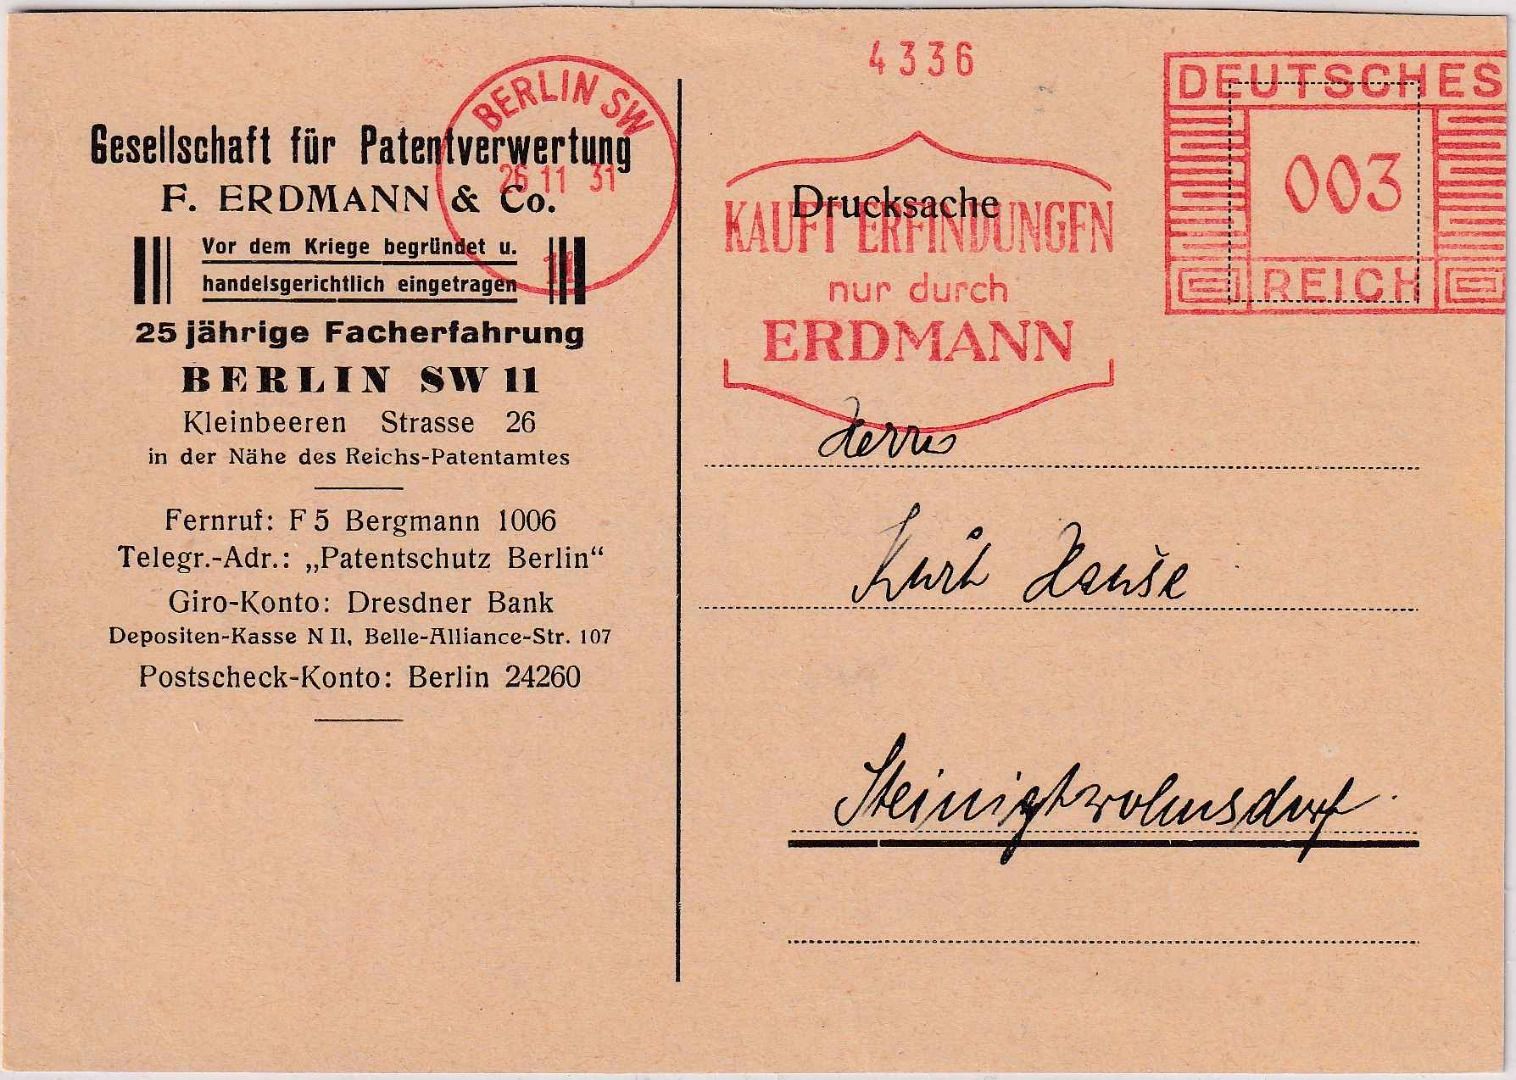 Gesellschaft für Patentverwertung
F. ERDMANN & Co.
Vor dem Kriege begründet u.
handelsgerichtlich eingetragen
25 jährige Facherfahrung
BERLIN SW 11
Kleinbeeren Strasse 26
in der Nähe des Reichs-Patentamtes
Fernruf: F 5 Bergmann 1006
Telegr.-Adr.: „Patentschutz Berlin“
Giro-Konto: Dresdner Bank
Depositen-Kasse N II, Belle-Alliance-Str. 107
Postscheck-Konto: Berlin 24260
BERLIN SW
26 11 31
11
4336
Drucksache
KAUFT ERFINDUNGEN
nur durch
ERDMANN
DEUTSCHES
003
REICH
Herrn
Kurt Hause
Steinigtwolmsdorf.